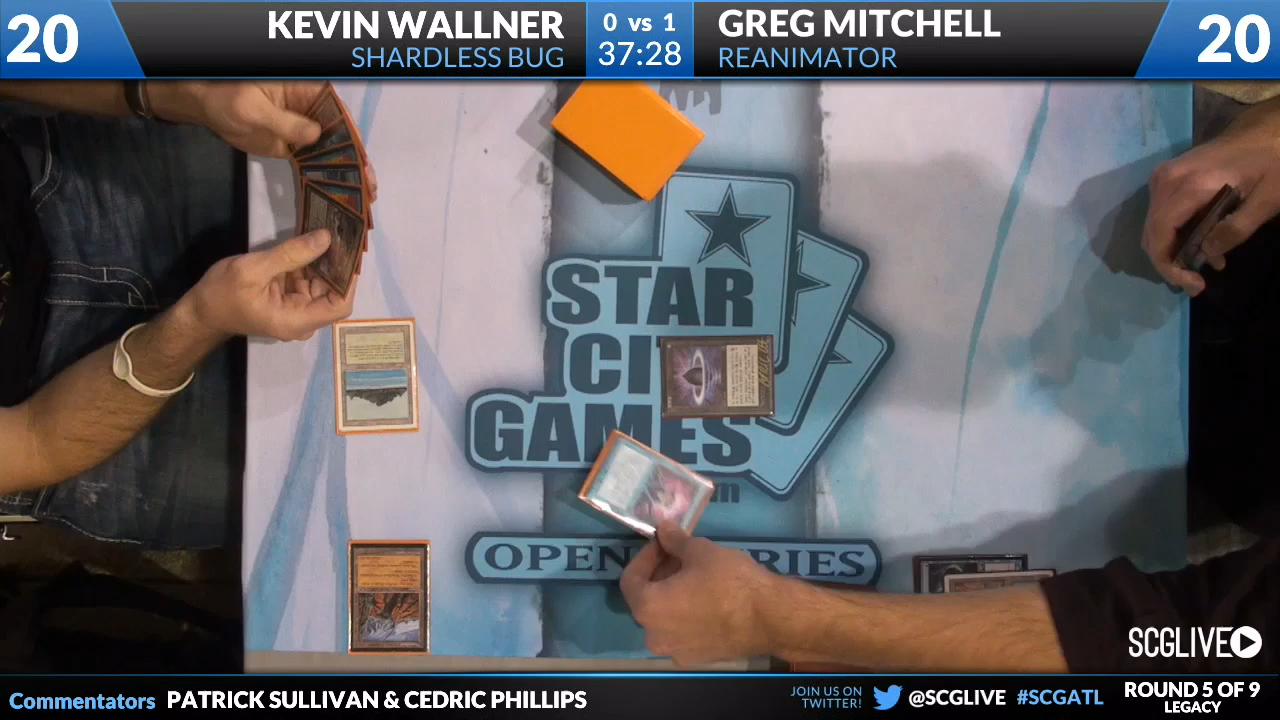 20
KEVIN WALLNER
SHARDLESS BUG
0 vs 1
37:28
GREG MITCHELL
REANIMATOR
20
STAR
CI
GAMES
OPEN
RIES
SCGLIVE
Commentators PATRICK SULLIVAN & CEDRIC PHILLIPS
JOIN US ON
TWITTER!
@SCGLIVE #SCGATL
ROUND 5 OF 9
LEGACY